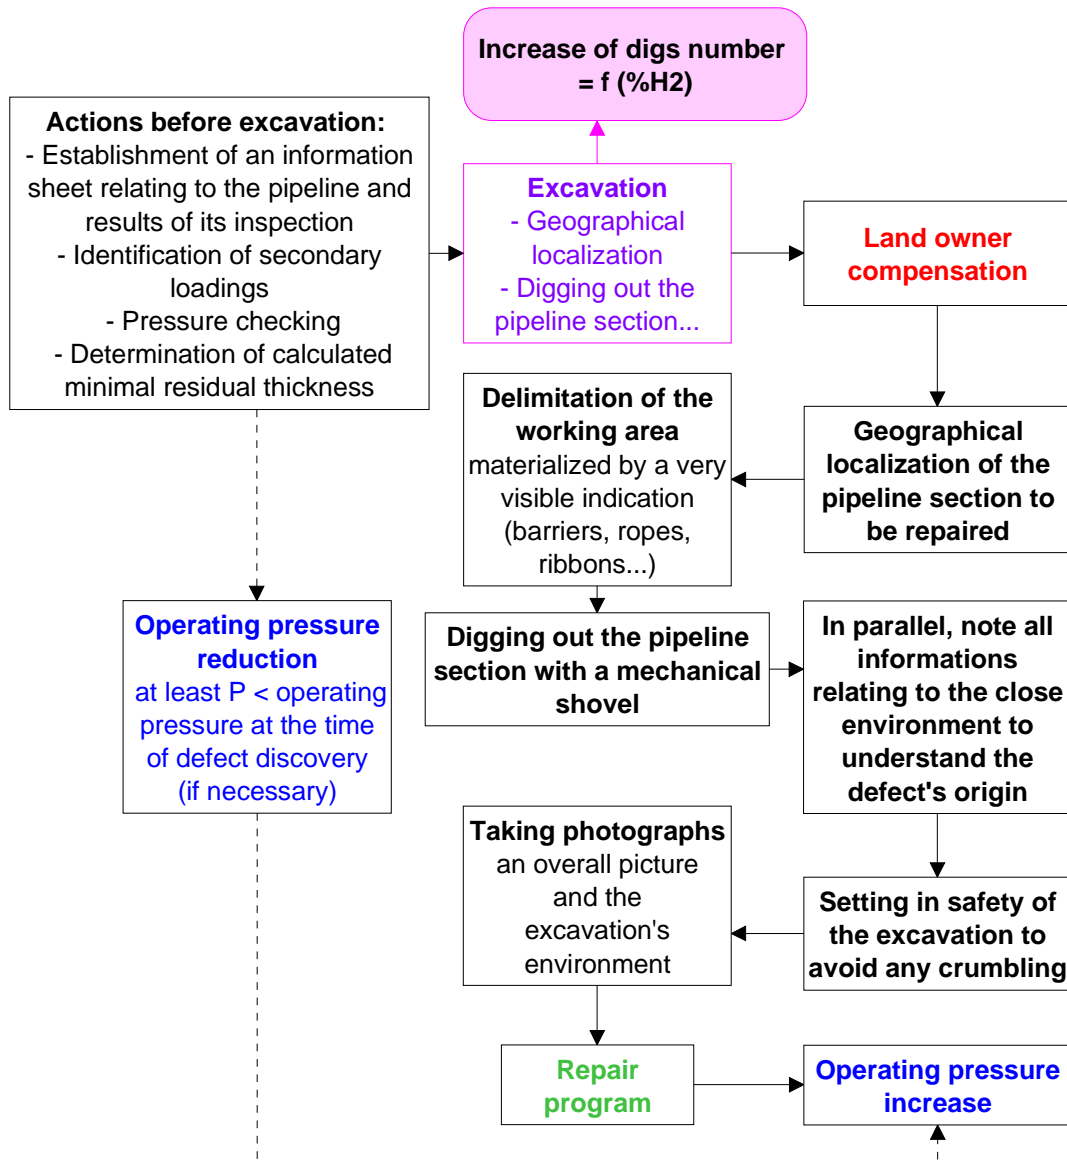 Increase of digs number
= f (%H2)
Actions before excavation:
- Establishment of an information
sheet relating to the pipeline and
results of its inspection
- Identification of secondary
loadings
- Pressure checking
- Determination of calculated
minimal residual thickness
Excavation
- Geographical
localization
- Digging out the
pipeline section...
Land owner
compensation
Geographical
localization of the
pipeline section to
be repaired
Delimitation of the
working area
materialized by a very
visible indication
(barriers, ropes,
ribbons...)
Operating pressure
reduction
at least P < operating
pressure at the time
of defect discovery
(if necessary)
Digging out the pipeline
section with a mechanical
shovel
In parallel, note all
informations
relating to the close
environment to
understand the
defect's origin
Setting in safety of
the excavation to
avoid any crumbling
Taking photographs
an overall picture
and the
excavation's
environment
Repair
program
Operating pressure
increase